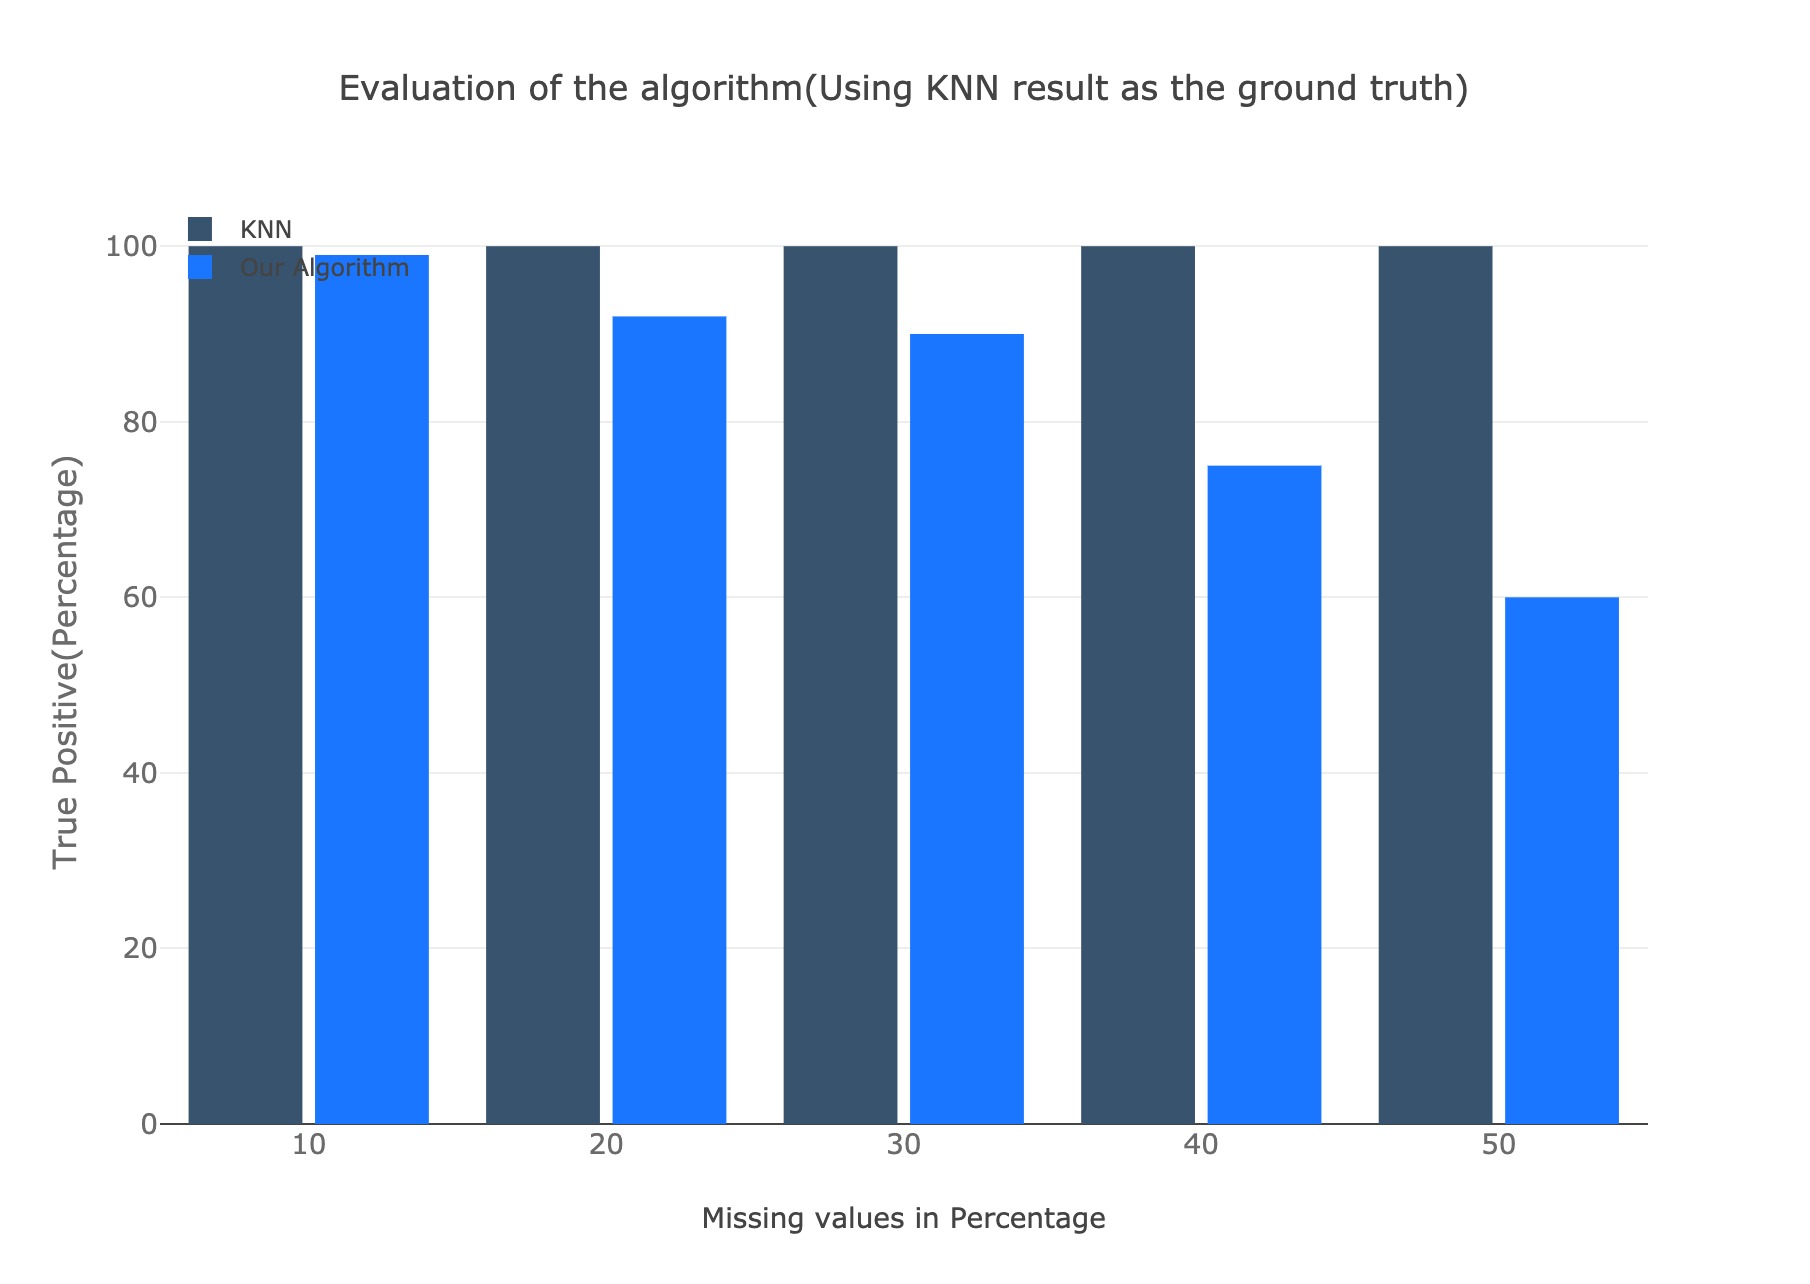 Evaluation of the algorithm(Using KNN result as the ground truth)
KNN
Our Algorithm
100
80
60
40
20
0
True Positive(Percentage)
10 20 30 40 50
Missing values in Percentage